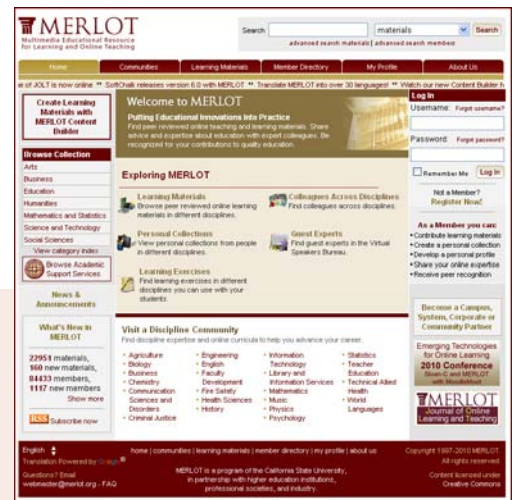 MERLOT
Multimedia Educational Resource
for Learning and Online Teaching
Search
materials
Search
advanced search materials | advanced search members
Home
Communities
Learning Materials
Member Directory
My Profile
About Us
of JOLT is now online ** SoftChalk releases version 6.0 with MERLOT ** Translate MERLOT into over 30 languages! ** Watch our new Content Builder
Create Learning
Materials with
MERLOT Content
Builder
Browse Collection
Arts
Business
Education
Humanities
Mathematics and Statistics
Science and Technology
Social Sciences
View category index
Browse Academic
Support Services
News &
Announcements
What's New in
MERLOT
22951 materials,
160 new materials,
84433 members,
1117 new members
Show more
RSS Subscribe now
Welcome to MERLOT
Putting Educational Innovations Into
Practice
Find peer reviewed online teaching and learning materials. Share
advice and expertise about education with expert colleagues. Be
recognized for your contributions to quality education.
Exploring MERLOT
Learning Materials
Browse peer reviewed online learning
materials in different disciplines.
Colleagues Across Disciplines
Find colleagues across disciplines.
Personal Collections
View personal collections from people
in different disciplines.
Guest Experts
Find guest experts in the Virtual
Speakers Bureau.
Learning Exercises
Find learning exercises in different
disciplines you can use with your
students.
Visit a Discipline Community
Find discipline expertise and online curricula to help you advance your career.
Agriculture
Biology
Business
Chemistry
Communication
Sciences and
Disorders
Criminal Justice
Engineering
English
Faculty
Development
Fire Safety
Health Sciences
History
Information
Technology
Library and
Information Services
Mathematics
Music
Physics
Psychology
Statistics
Teacher
Education
Technical Allied
Health
World
Languages
Log In
Username: Forgot username?
Password: Forgot password?
Remember Me
Log In
Not a Member?
Register Now!
As a Member you can:
•Contribute learning materials
•Create a personal collection
•Develop a personal profile
•Share your online expertise
•Receive peer recognition
Become a Campus,
System, Corporate or
Community Partner
Emerging Technologies
for Online Learning
2010 Conference
Sloan-C and MERLOT
with MoodleMoot
MERLOT
Journal of Online
Learning and Teaching
English
Translation Powered by Google
Questions? Email
webmaster@merlot.org - FAQ
home | communities | learning materials | member directory | my profile | about us
MERLOT is a program of the California State University,
in partnership with higher education institutions,
professional societies, and industry.
Copyright 1997-2010 MERLOT.
All rights reserved.
Content licensed under
Creative Commons